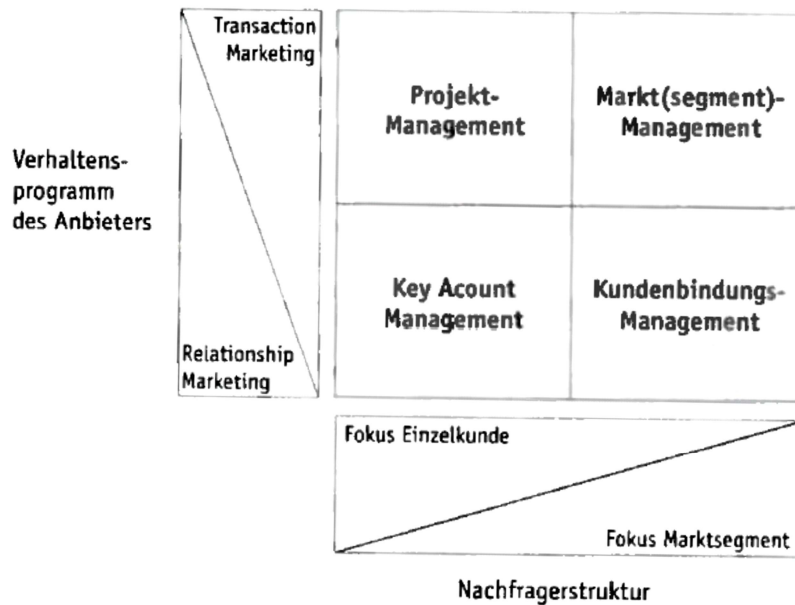 Transaction
Marketing
Projekt-
Management
Markt(segment)-
Management
Verhaltens-
programm
des Anbieters
Key Acount
Management
Kundenbindungs-
Management
Relationship
Marketing
Fokus Einzelkunde
Fokus Marktsegment
Nachfragerstruktur